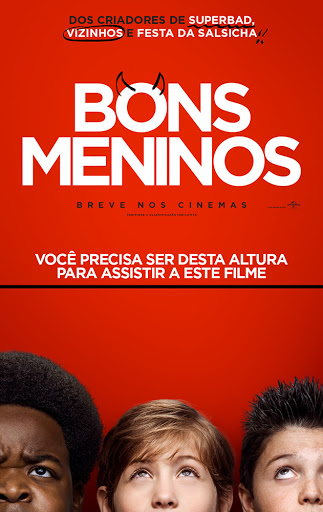 DOS CRIADORES DE SUPERBAD,
VIZINHOS E FESTA DA SALSICHA
BONS
MENINOS
BREVE NOS CINEMAS
VOCÊ PRECISA SER DESTA ALTURA
PARA ASSISTIR A ESTE FILME